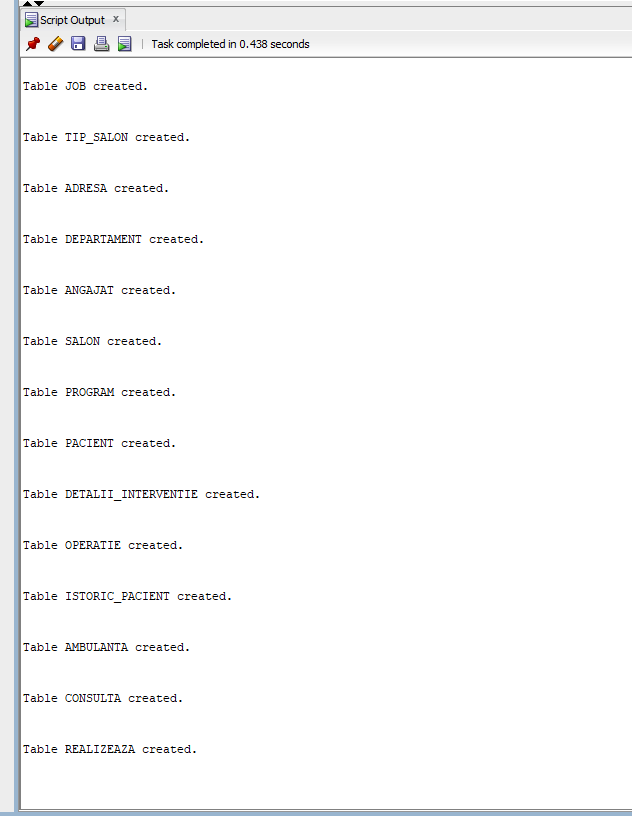 Script Output x
Task completed in 0.438 seconds
Table JOB created.
Table TIP_SALON created.
Table ADRESA created.
Table DEPARTAMENT created.
Table ANGAJAT created.
Table SALON created.
Table PROGRAM created.
Table PACIENT created.
Table DETALII_INTERVENTIE created.
Table OPERATIE created.
Table ISTORIC_PACIENT created.
Table AMBULANTA created.
Table CONSULTA created.
Table REALIZEAZA created.